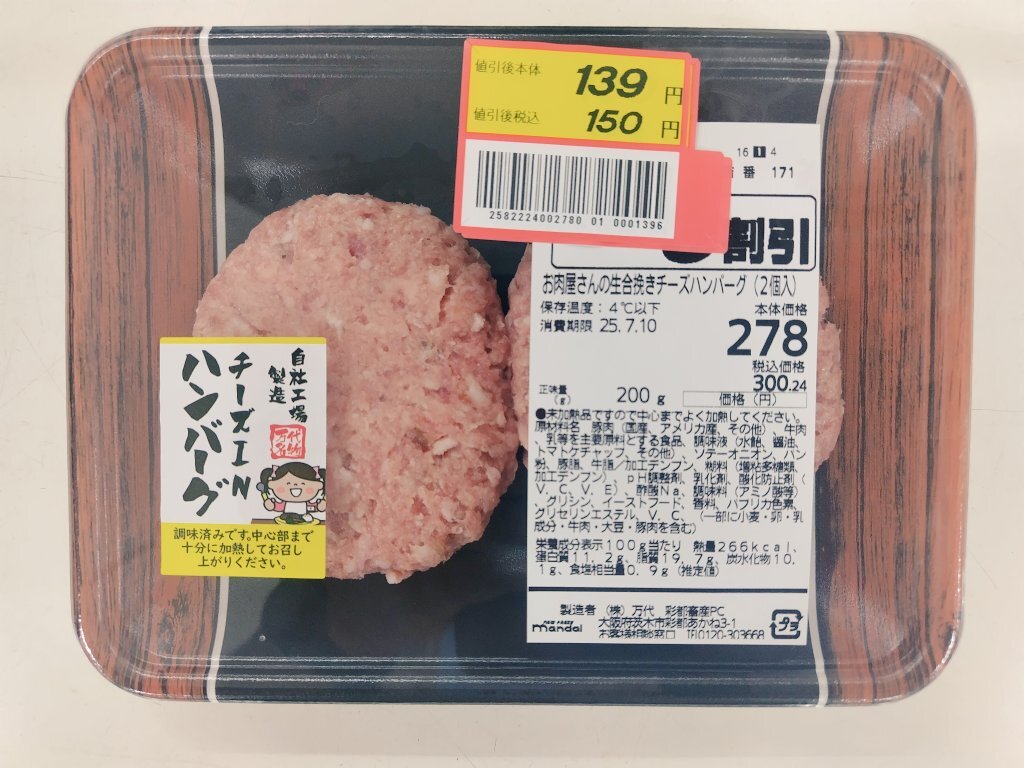 値引後本体 139 円
値引後税込 150 円
2582224002780 01 0001396
16 1 4
番 171
割引
お肉屋さんの生合挽きチーズハンバーグ（2個入）
保存温度：4℃以下
本体価格
消費期限 25.7.10
278
税込価格
300.24
正味量(g) 200 g
価格（円）
●未加熱品ですので中心までよく加熱してください。
原材料名 豚肉（国産、アメリカ産、その他）、牛肉
、乳等を主要原料とする食品、調味液（水飴、醤油、
トマトケチャップ、その他）、ソテーオニオン、パン
粉、豚脂、牛脂／加工デンプン、糊料（増粘多糖類、
加工デンプン）、pH調整剤、乳化剤、酸化防止剤（
V．C、V．E）、酢酸Na、調味料（アミノ酸等）
、グリシン、イーストフード、香料、パプリカ色素、
グリセリンエステル、V．C、（一部に小麦・卵・乳
成分・牛肉・大豆・豚肉を含む）
栄養成分表示100g当たり 熱量266kcal、
蛋白質11．2g、脂質19．7g、炭水化物10．
1g、食塩相当量0．9g（推定値）
製造者 （株）万代 彩都畜産PC
大阪府茨木市彩都あかね3-1
お客様相談窓口 TEL0120-303668
mandai
プラ
自社工場
製造
チーズIN
ハンバーグ
調味済みです。中心部まで
十分に加熱してお召し
上がりください。